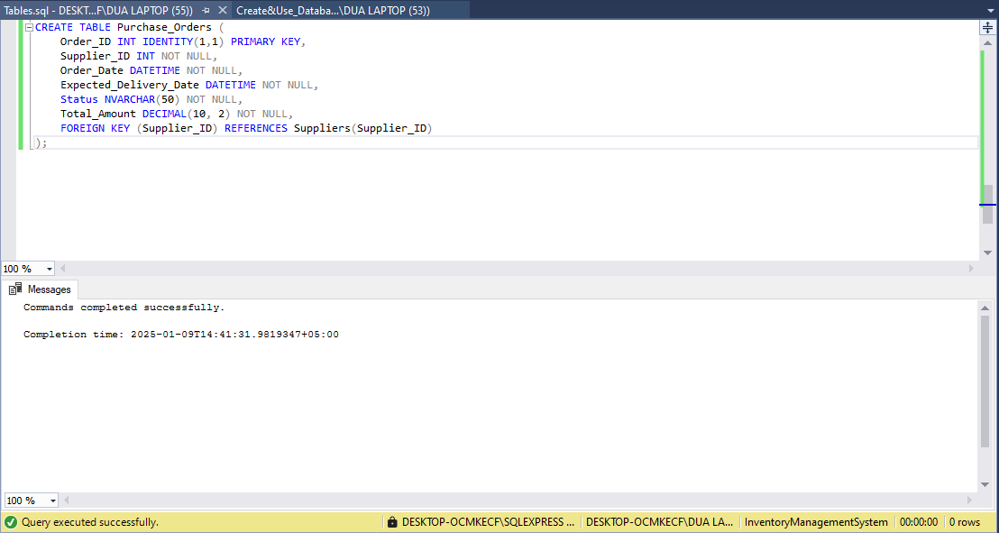 Tables.sql - DESKT...F\DUA LAPTOP (55)) Create&Use_Databa...\DUA LAPTOP (53))
CREATE TABLE Purchase_Orders (
Order_ID INT IDENTITY(1,1) PRIMARY KEY,
Supplier_ID INT NOT NULL,
Order_Date DATETIME NOT NULL,
Expected_Delivery_Date DATETIME NOT NULL,
Status NVARCHAR(50) NOT NULL,
Total_Amount DECIMAL(10, 2) NOT NULL,
FOREIGN KEY (Supplier_ID) REFERENCES Suppliers(Supplier_ID)
);
100 %
Messages
Commands completed successfully.
Completion time: 2025-01-09T14:41:31.9819347+05:00
100 %
Query executed successfully. DESKTOP-OCMKECF\SQLEXPRESS ... DESKTOP-OCMKECF\DUA LA... InventoryManagementSystem 00:00:00 0 rows